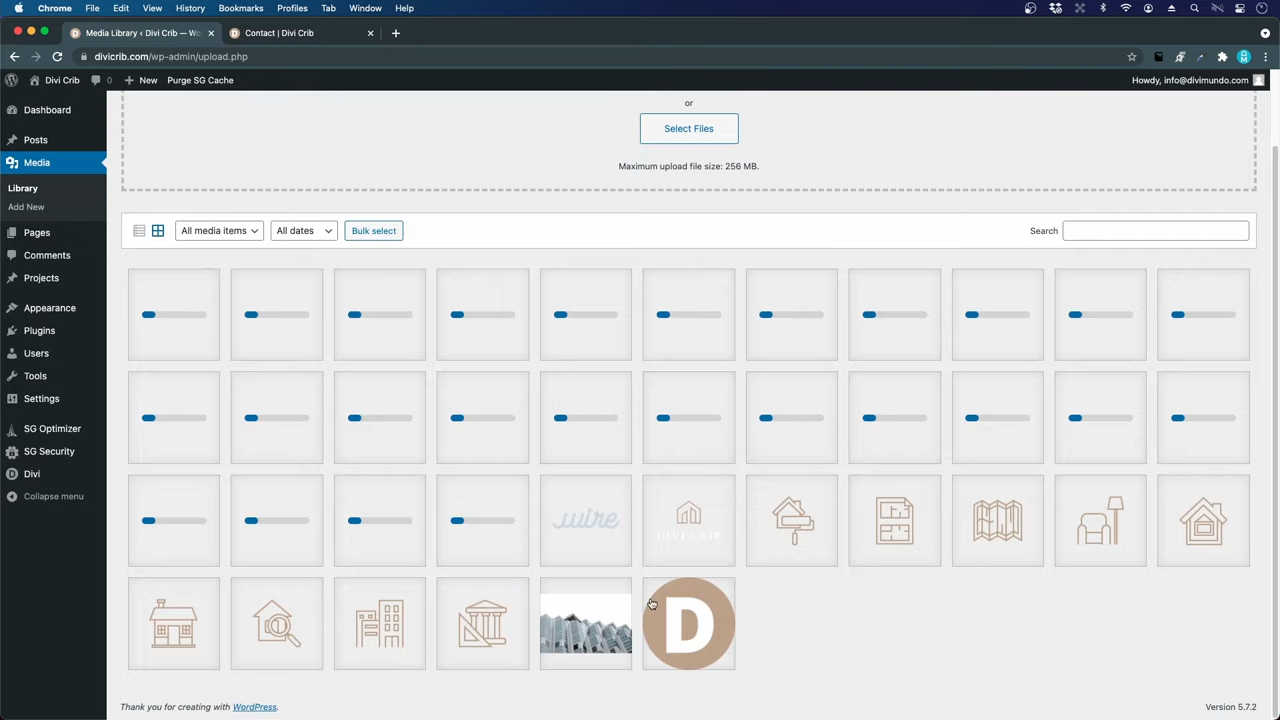 Chrome File Edit View History Bookmarks Profiles Tab Window Help
Media Library ‹ Divi Crib — Wo
Contact | Divi Crib
divicrib.com/wp-admin/upload.php
Divi Crib 0 New Purge SG Cache
Howdy, info@divimundo.com
Dashboard
Posts
Media
Library
Add New
Pages
Comments
Projects
Appearance
Plugins
Users
Tools
Settings
SG Optimizer
SG Security
Divi
Collapse menu
or
Select Files
Maximum upload file size: 256 MB.
All media items All dates Bulk select
Search
wire
DIVI CRIB
D
Thank you for creating with WordPress.
Version 5.7.2